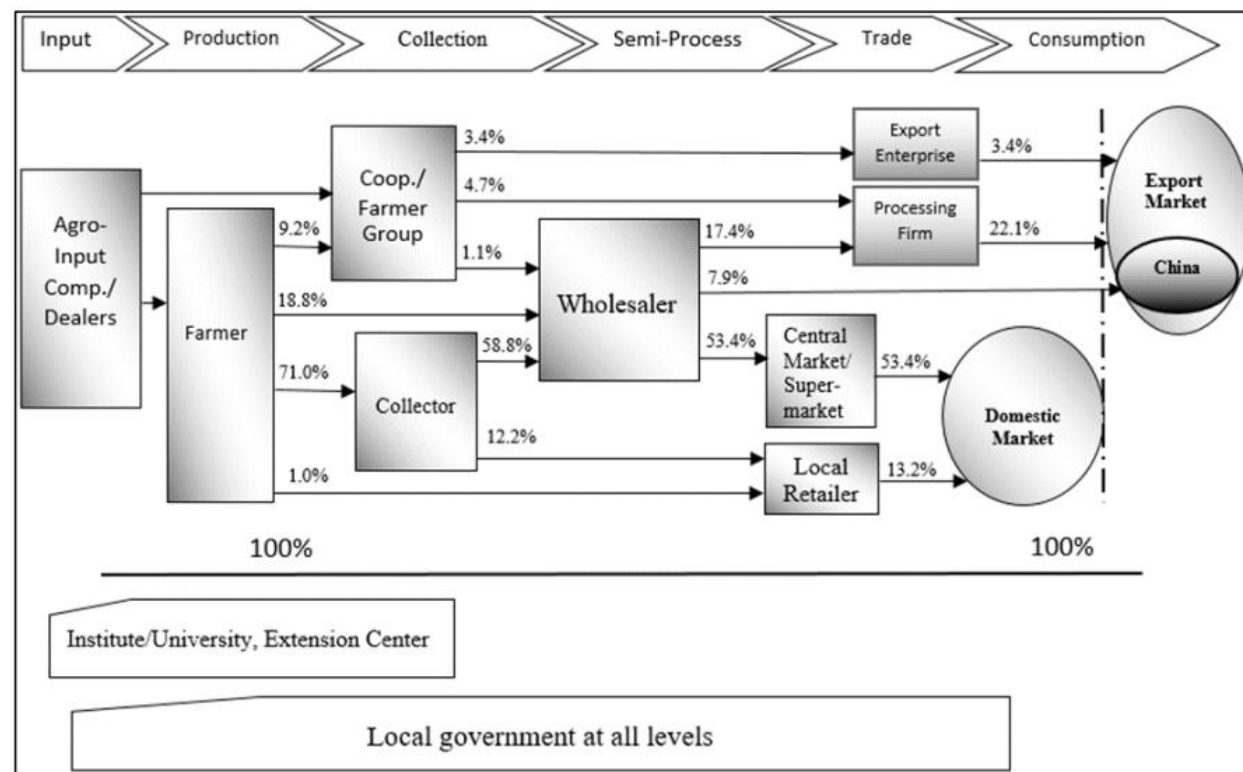 Input
Production
Collection
Semi-Process
Trade
Consumption
Agro-
Input
Comp./
Dealers
Farmer
9.2%
18.8%
71.0%
1.0%
Coop./
Farmer
Group
3.4%
4.7%
1.1%
Collector
58.8%
12.2%
Wholesaler
17.4%
7.9%
53.4%
Export
Enterprise
3.4%
Processing
Firm
22.1%
Central
Market/
Super-
market
53.4%
Local
Retailer
13.2%
Export
Market
China
Domestic
Market
100%
100%
Institute/University, Extension Center
Local government at all levels